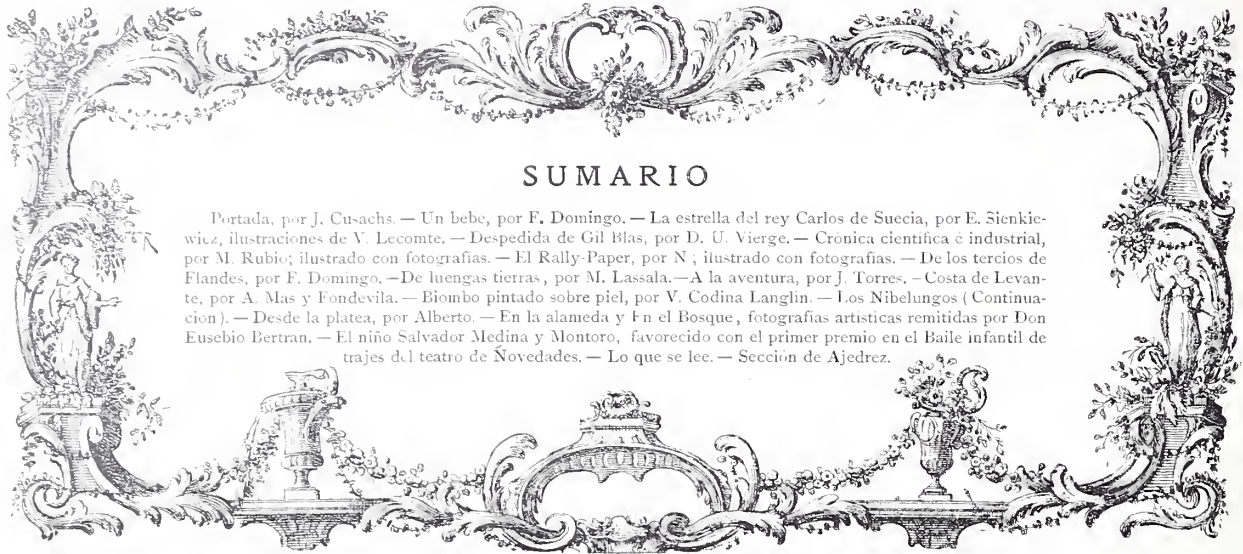 SUMARIO
Portada, por J. Cusachs. — Un bebe, por F. Domingo. — La estrella del rey Carlos de Suecia, por E. Sienkie-
wicz, ilustraciones de V. Lecomte. — Despedida de Gil Blas, por D. U. Vierge. — Crónica científica é industrial,
por M. Rubio; ilustrado con fotografías. — El Rally-Paper, por N ; ilustrado con fotografías. — De los tercios de
Flandes, por F. Domingo. —De luengas tierras, por M. Lassala.—A la aventura, por J. Torres. —Costa de Levan-
te, por A. Mas y Fondevila. — Biombo pintado sobre piel, por V. Codina Langlin. — Los Nibelungos (Continua-
ción). — Desde la platea, por Alberto. — En la alameda y En el Bosque, fotografías artísticas remitidas por Don
Eusebio Bertran. — El niño Salvador Medina y Montoro, favorecido con el primer premio en el Baile infantil de
trajes del teatro de Novedades. — Lo que se lee. — Sección de Ajedrez.